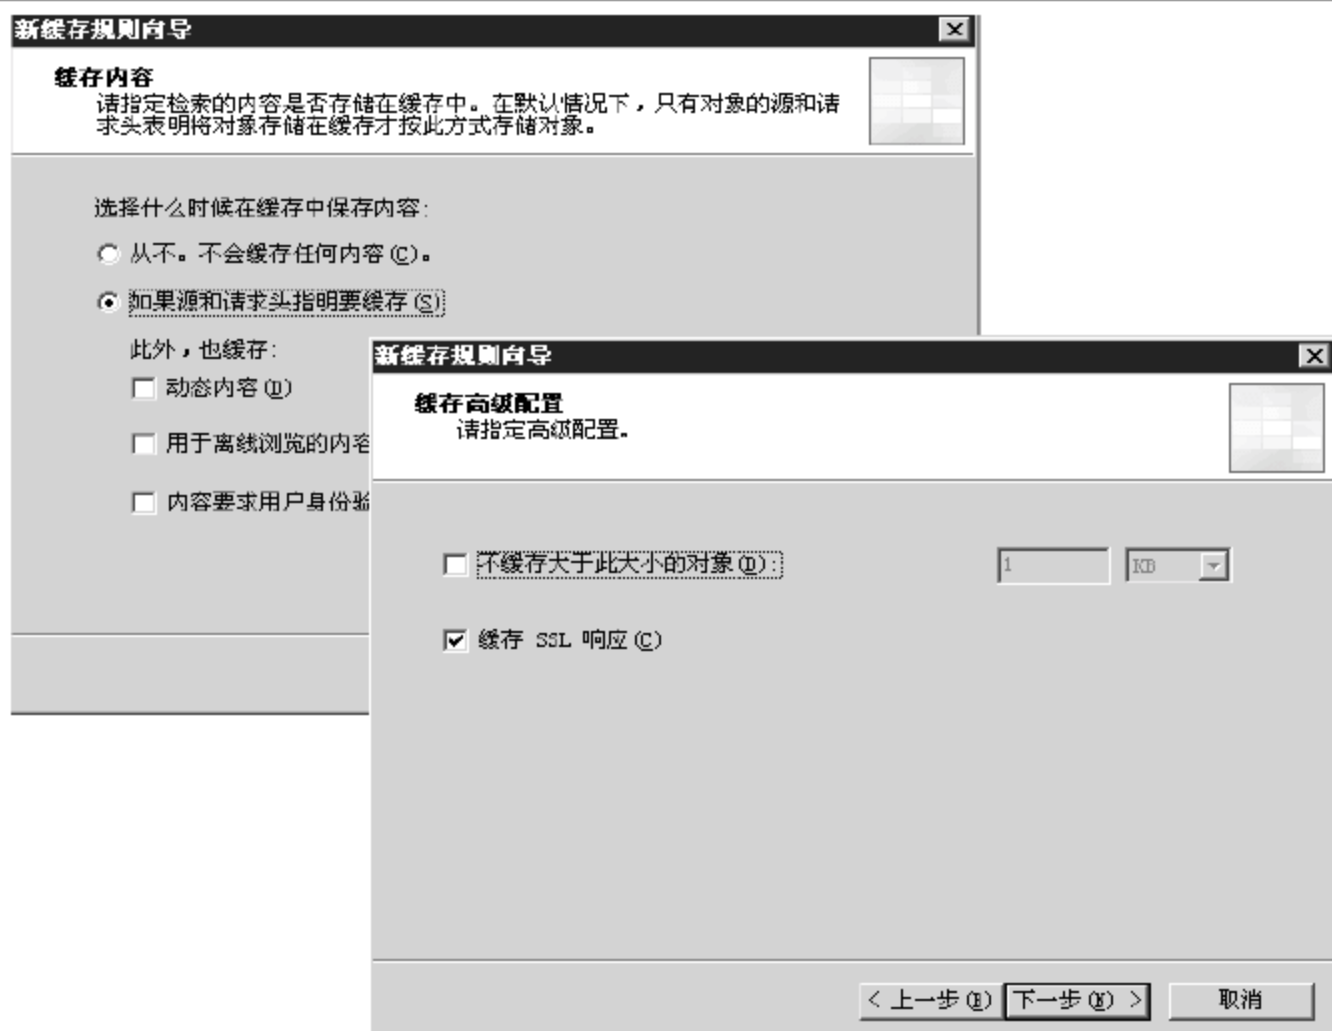 新缓存规则向导
缓存内容
请指定检索的内容是否存储在缓存中。在默认情况下，只有对象的源和请
求头表明将对象存储在缓存才按此方式存储对象。
选择什么时候在缓存中保存内容:
从不。不会缓存任何内容(C)。
如果源和请求头指明要缓存(S)
此外，也缓存:
动态内容(D)
用于离线浏览的内容
内容要求用户身份验
新缓存规则向导
缓存高级配置
请指定高级配置。
不缓存大于此大小的对象(D):
1
KB
缓存 SSL 响应(C)
< 上一步(B)
下一步(N) >
取消